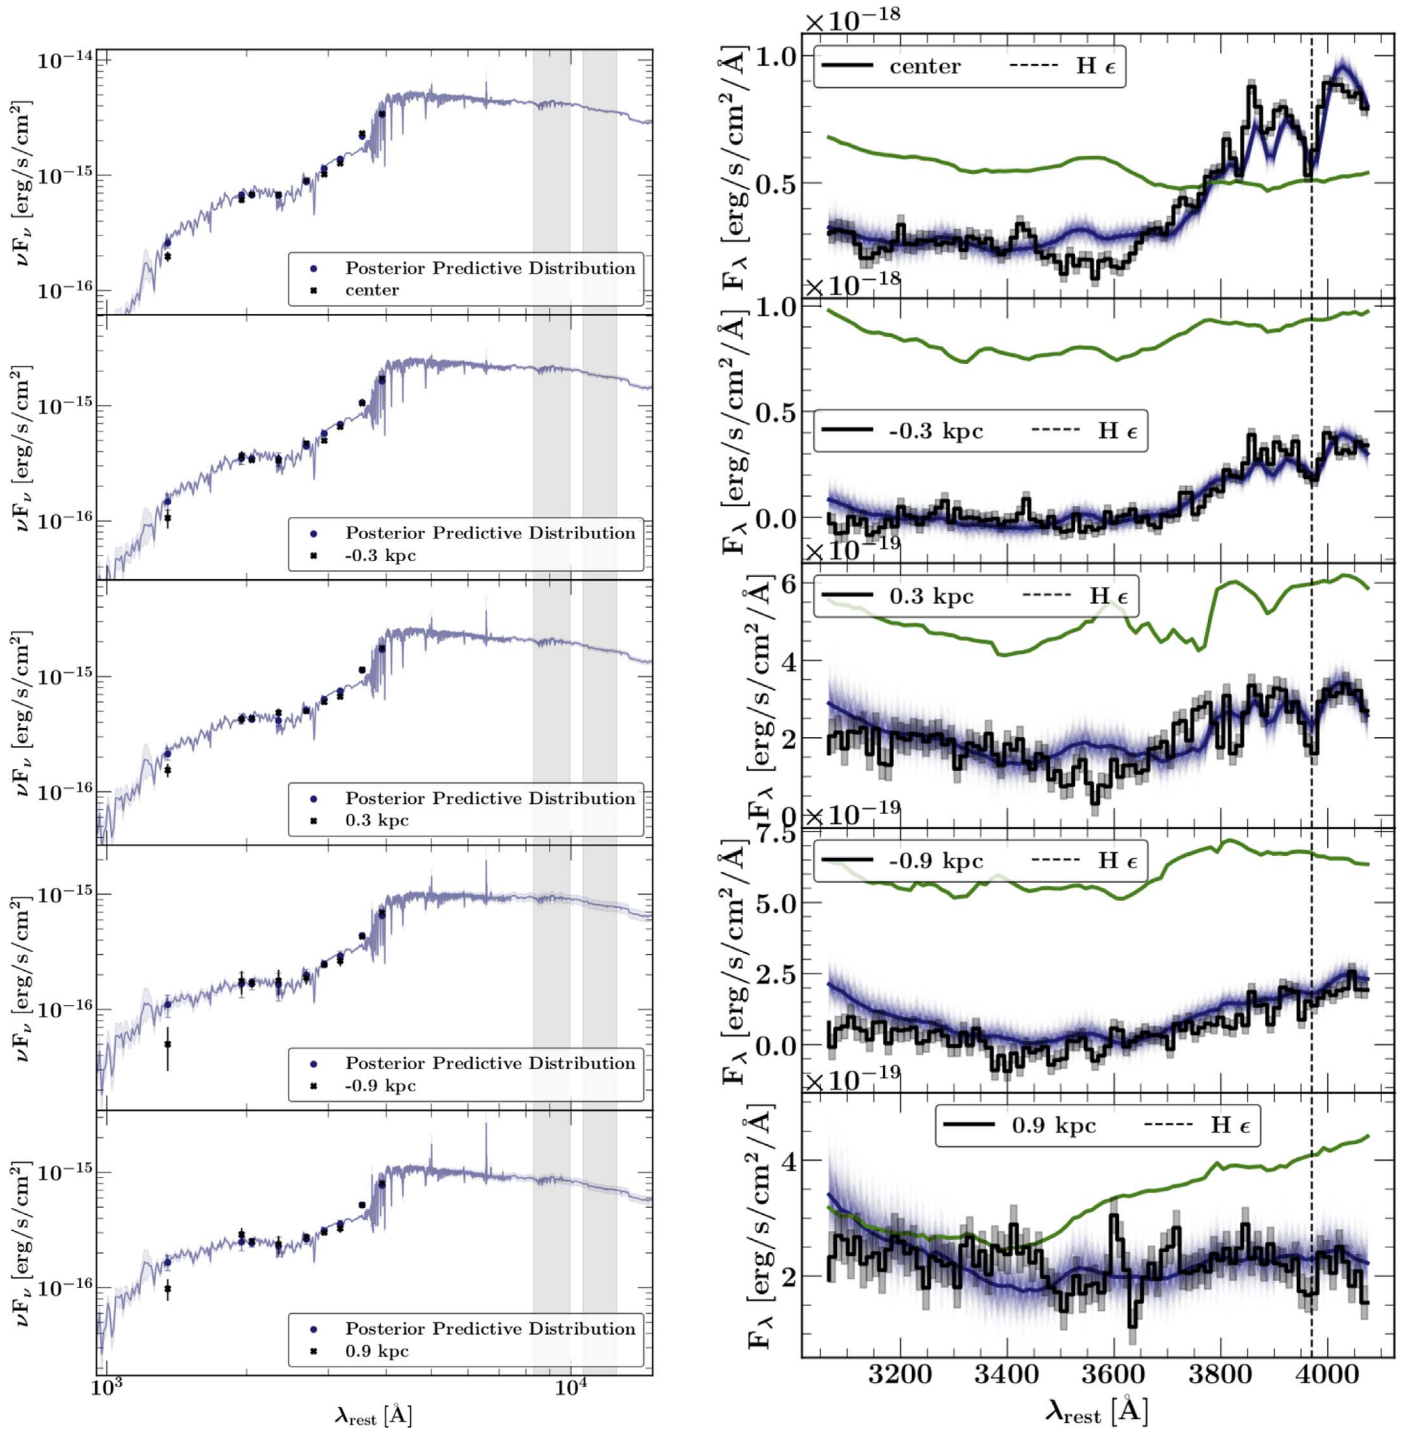 10⁻¹⁴
10⁻¹⁵
10⁻¹⁶
νFν [erg/s/cm²]
Posterior Predictive Distribution
center
10⁻¹⁵
10⁻¹⁶
νFν [erg/s/cm²]
Posterior Predictive Distribution
-0.3 kpc
10⁻¹⁵
10⁻¹⁶
νFν [erg/s/cm²]
Posterior Predictive Distribution
0.3 kpc
10⁻¹⁵
10⁻¹⁶
νFν [erg/s/cm²]
Posterior Predictive Distribution
-0.9 kpc
10⁻¹⁵
10⁻¹⁶
νFν [erg/s/cm²]
Posterior Predictive Distribution
0.9 kpc
10³ 10⁴
λrest [Å]
×10⁻¹⁸
1.0
0.5
Fλ [erg/s/cm²/Å]
center H ϵ
×10⁻¹⁸
1.0
0.5
0.0
Fλ [erg/s/cm²/Å]
-0.3 kpc H ϵ
×10⁻¹⁹
6
4
2
0
Fλ [erg/s/cm²/Å]
0.3 kpc H ϵ
×10⁻¹⁹
7.5
5.0
2.5
0.0
Fλ [erg/s/cm²/Å]
-0.9 kpc H ϵ
×10⁻¹⁹
4
2
Fλ [erg/s/cm²/Å]
0.9 kpc H ϵ
3200 3400 3600 3800 4000
λrest [Å]